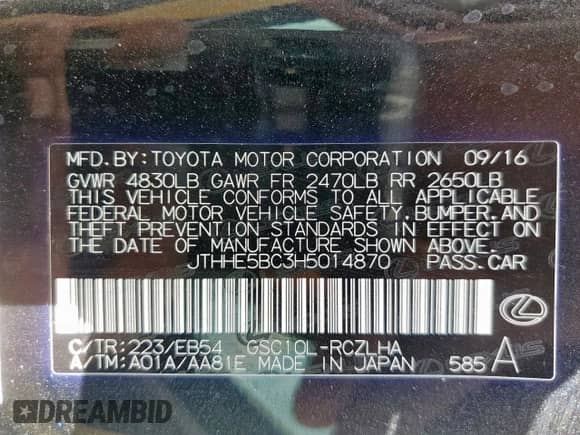 MFD.BY:TOYOTA MOTOR CORPORATION 09/16
GVWR 4830LB GAWR FR 2470LB RR 2650LB
THIS VEHICLE CONFORMS TO ALL APPLICABLE
FEDERAL MOTOR VEHICLE SAFETY,BUMPER,AND
THEFT PREVENTION STANDARDS IN EFFECT ON
THE DATE OF MANUFACTURE SHOWN ABOVE.
JTHHE5BC3H5014870 PASS.CAR
C/TR:223/EB54 GSC10L-RCZLHA
A/TM:A01A/AA81E MADE IN JAPAN 585 A
DREAMBID